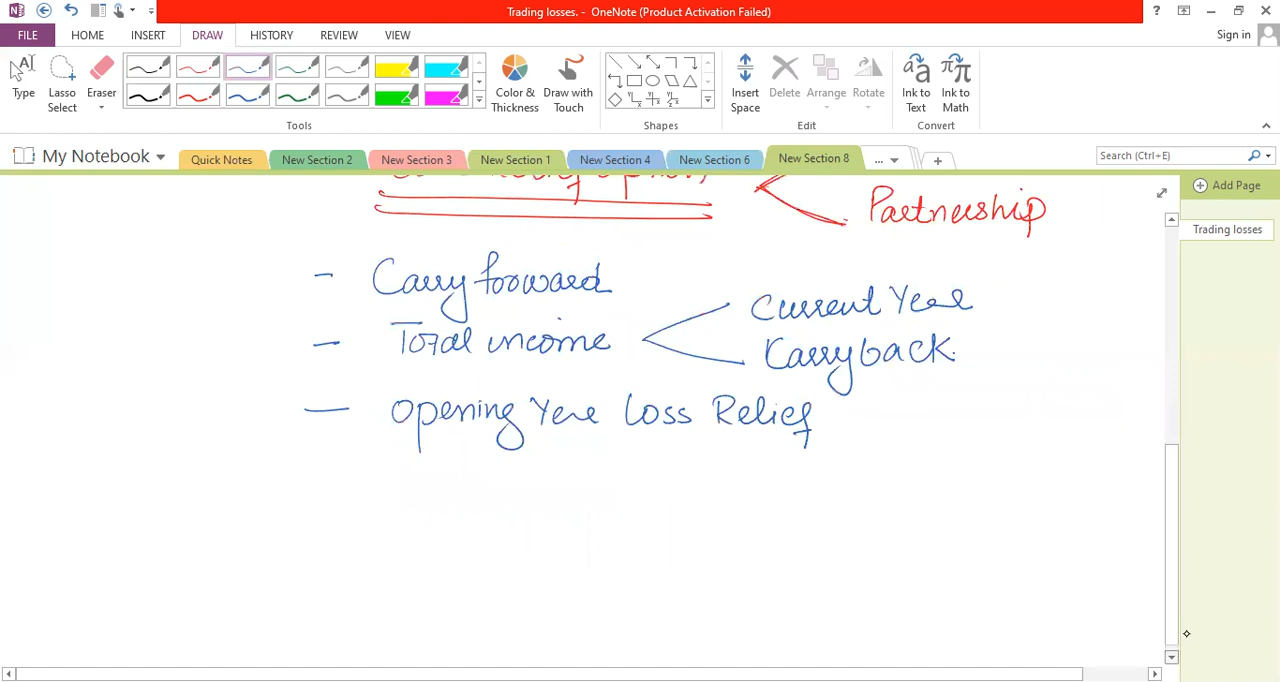 Trading losses. - OneNote (Product Activation Failed)
FILE HOME INSERT DRAW HISTORY REVIEW VIEW
Sign in
Type
Lasso Select
Eraser
Color & Thickness
Draw with Touch
Insert Space
Delete
Arrange
Rotate
Ink to Text
Ink to Math
Tools
Shapes
Edit
Convert
My Notebook
Quick Notes New Section 2 New Section 3 New Section 1 New Section 4 New Section 6 New Section 8 ...
Search (Ctrl+E)
Add Page
Trading losses
Partnership
- Carry forward
- Total income
Current Year
Carry back.
- Opening Year Loss Relief